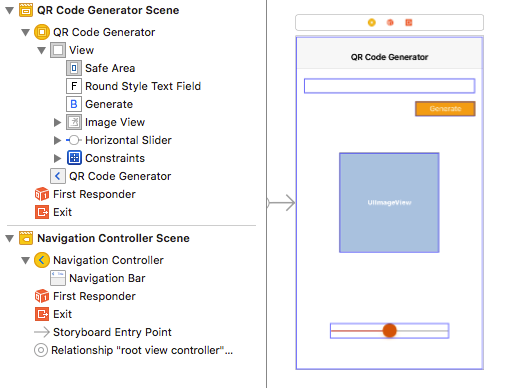 QR Code Generator Scene
QR Code Generator
View
Safe Area
F Round Style Text Field
B Generate
Image View
Horizontal Slider
Constraints
QR Code Generator
First Responder
Exit
Navigation Controller Scene
Navigation Controller
Navigation Bar
First Responder
Exit
Storyboard Entry Point
Relationship "root view controller"...
QR Code Generator
Generate
UIImageView